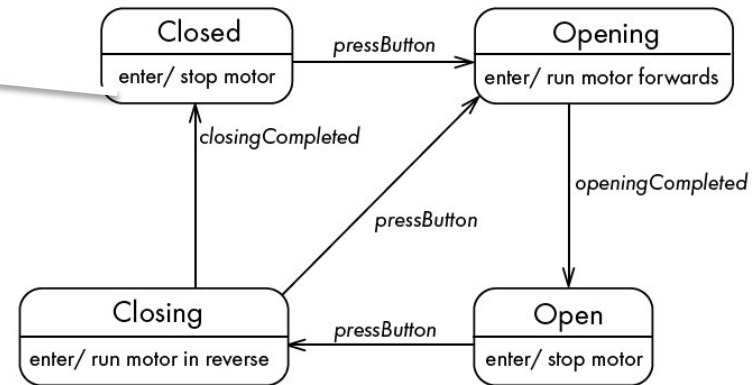 Closed
enter/ stop motor
pressButton
Opening
enter/ run motor forwards
closingCompleted
openingCompleted
pressButton
Closing
enter/ run motor in reverse
pressButton
Open
enter/ stop motor